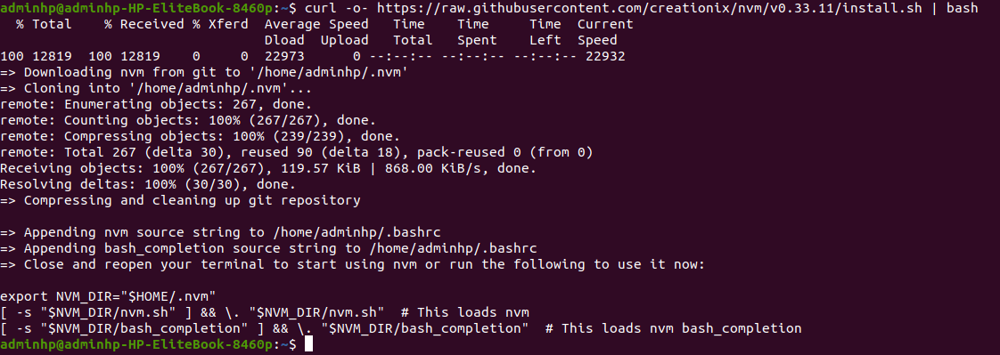 adminhp@adminhp-HP-EliteBook-8460p:~$ curl -o- https://raw.githubusercontent.com/creationix/nvm/v0.33.11/install.sh | bash
  % Total    % Received % Xferd  Average Speed   Time    Time     Time  Current
                                 Dload  Upload   Total   Spent    Left  Speed
100 12819  100 12819    0     0  22973      0 --:--:-- --:--:-- --:--:-- 22932
=> Downloading nvm from git to '/home/adminhp/.nvm'
=> Cloning into '/home/adminhp/.nvm'...
remote: Enumerating objects: 267, done.
remote: Counting objects: 100% (267/267), done.
remote: Compressing objects: 100% (239/239), done.
remote: Total 267 (delta 30), reused 90 (delta 18), pack-reused 0 (from 0)
Receiving objects: 100% (267/267), 119.57 KiB | 868.00 KiB/s, done.
Resolving deltas: 100% (30/30), done.
=> Compressing and cleaning up git repository

=> Appending nvm source string to /home/adminhp/.bashrc
=> Appending bash_completion source string to /home/adminhp/.bashrc
=> Close and reopen your terminal to start using nvm or run the following to use it now:

export NVM_DIR="$HOME/.nvm"
[ -s "$NVM_DIR/nvm.sh" ] && \. "$NVM_DIR/nvm.sh"  # This loads nvm
[ -s "$NVM_DIR/bash_completion" ] && \. "$NVM_DIR/bash_completion"  # This loads nvm bash_completion
adminhp@adminhp-HP-EliteBook-8460p:~$